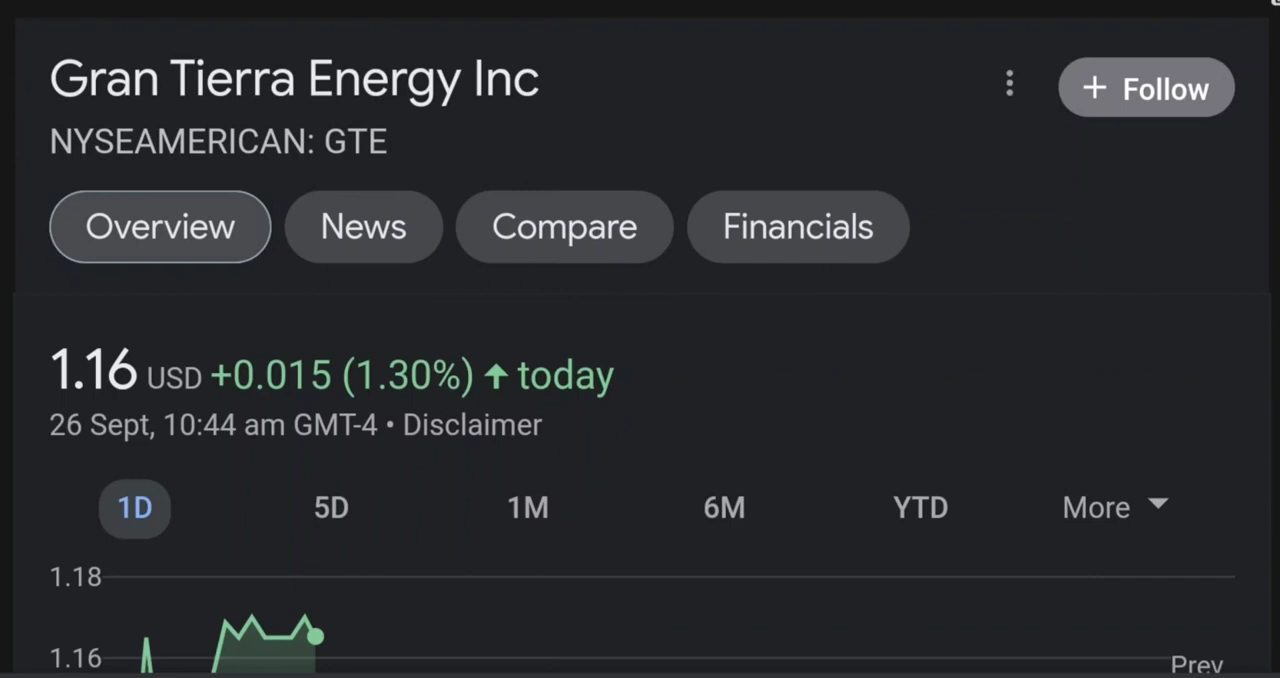 Gran Tierra Energy Inc
+ Follow
NYSEAMERICAN: GTE
Overview News Compare Financials
1.16 USD +0.015 (1.30%) ↑ today
26 Sept, 10:44 am GMT-4 • Disclaimer
1D 5D 1M 6M YTD More
1.18
1.16
Prev